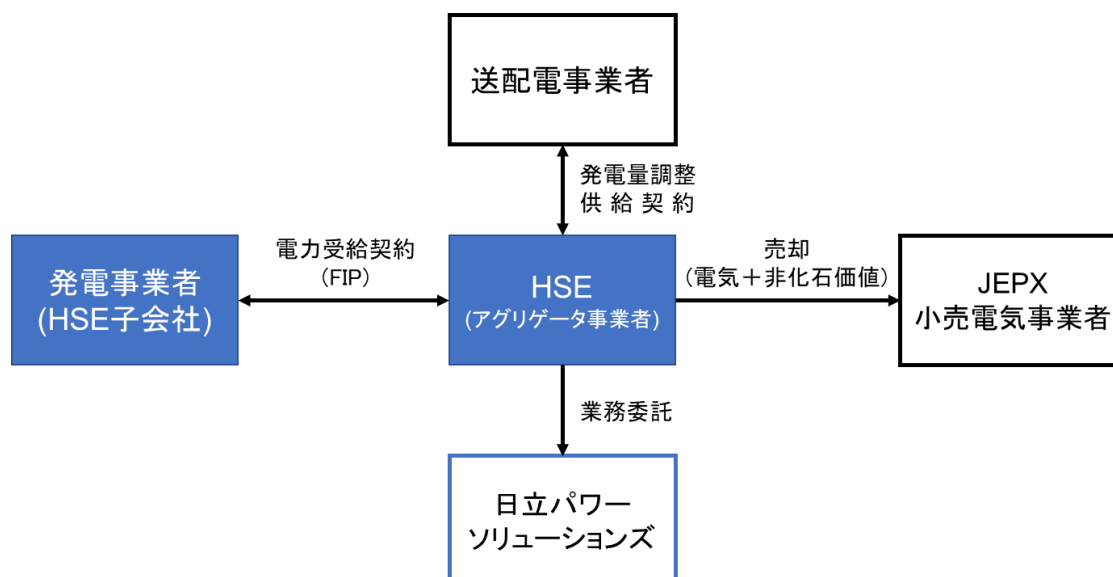 送配電事業者
発電量調整
供給契約
電力受給契約
(FIP)
売却
(電気＋非化石価値)
発電事業者
(HSE子会社)
HSE
(アグリゲータ事業者)
JEPX
小売電気事業者
業務委託
日立パワー
ソリューションズ